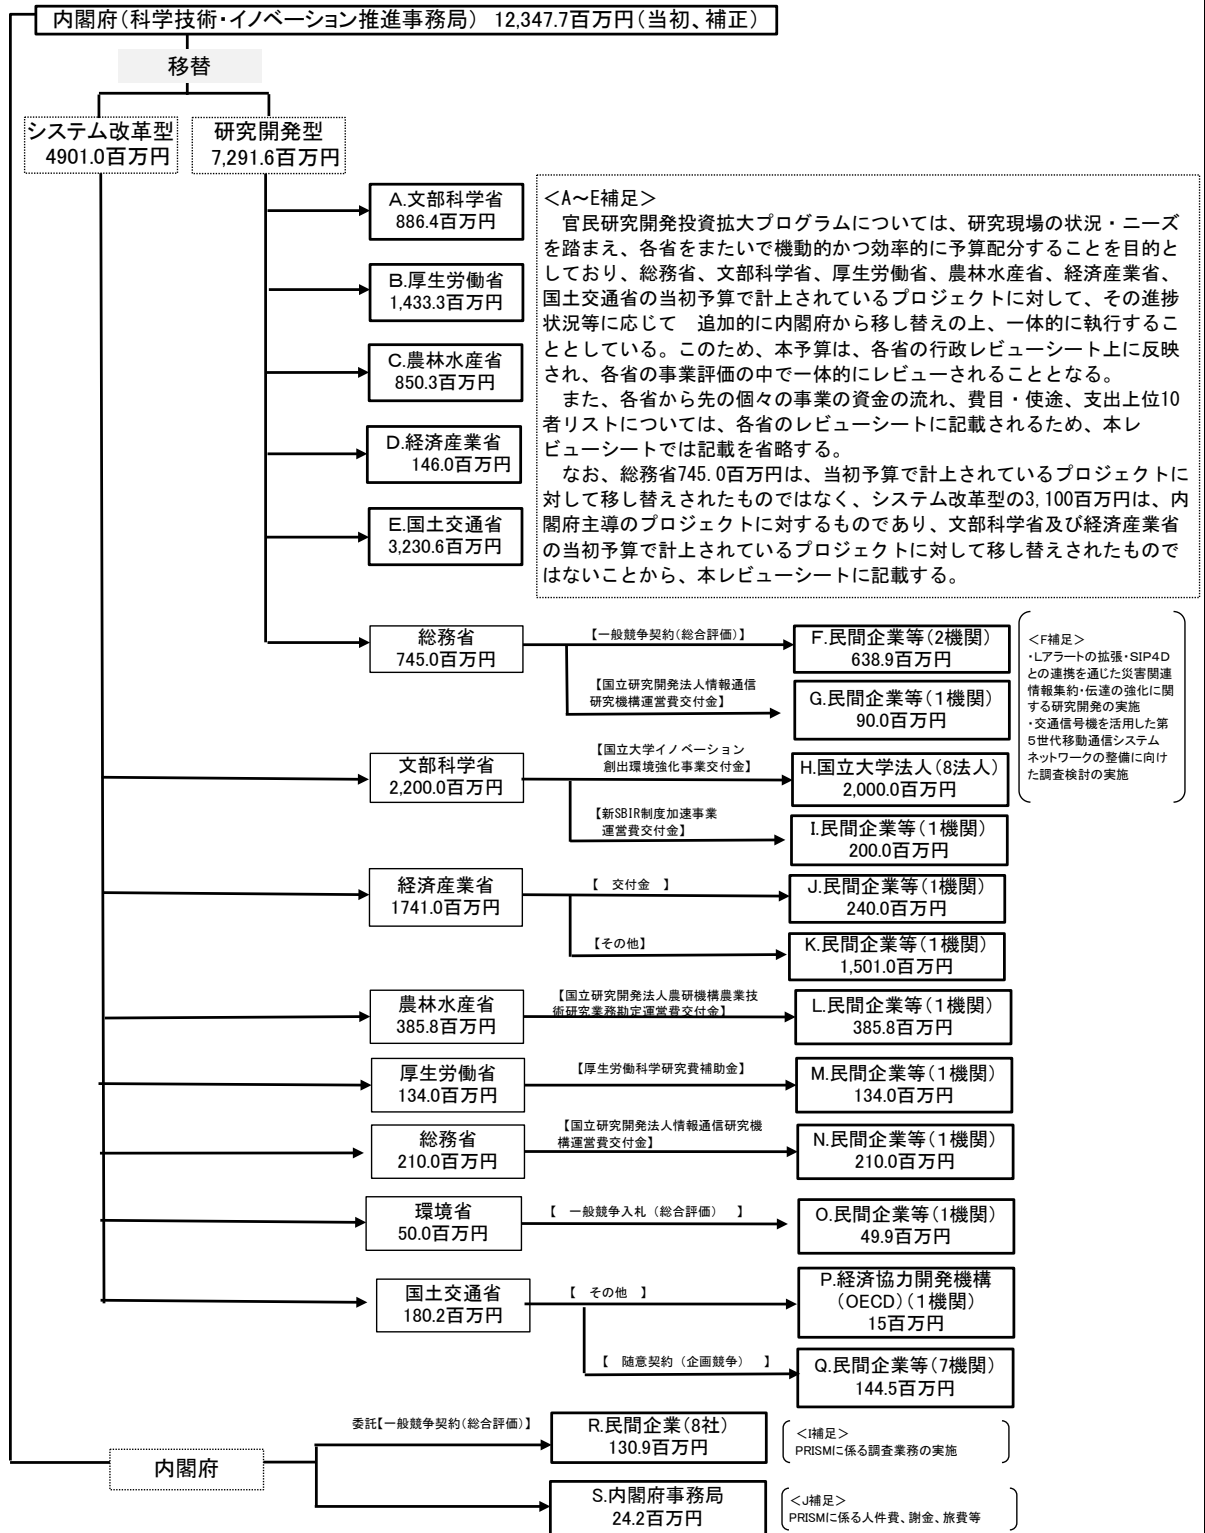 内閣府(科学技術・イノベーション推進事務局) 12,347.7百万円(当初、補正)
移替
システム改革型
4901.0百万円
研究開発型
7,291.6百万円
A.文部科学省
886.4百万円
B.厚生労働省
1,433.3百万円
C.農林水産省
850.3百万円
D.経済産業省
146.0百万円
E.国土交通省
3,230.6百万円
<A~E補足>
官民研究開発投資拡大プログラムについては、研究現場の状況・ニーズ
を踏まえ、各省をまたいで機動的かつ効率的に予算配分することを目的と
しており、総務省、文部科学省、厚生労働省、農林水産省、経済産業省、
国土交通省の当初予算で計上されているプロジェクトに対して、その進捗
状況等に応じて 追加的に内閣府から移し替えの上、一体的に執行するこ
ととしている。このため、本予算は、各省の行政レビューシート上に反映
され、各省の事業評価の中で一体的にレビューされることとなる。
また、各省から先の個々の事業の資金の流れ、費目・使途、支出上位10
者リストについては、各省のレビューシートに記載されるため、本レ
ビューシートでは記載を省略する。
なお、総務省745.0百万円は、当初予算で計上されているプロジェクトに
対して移し替えされたものではなく、システム改革型の3,100百万円は、内
閣府主導のプロジェクトに対するものであり、文部科学省及び経済産業省
の当初予算で計上されているプロジェクトに対して移し替えされたもので
はないことから、本レビューシートに記載する。
総務省
745.0百万円
【一般競争契約(総合評価)】
F.民間企業等(2機関)
638.9百万円
【国立研究開発法人情報通信
研究機構運営費交付金】
G.民間企業等(1機関)
90.0百万円
<F補足>
・Lアラートの拡張・SIP4D
との連携を通じた災害関連
情報集約・伝達の強化に関
する研究開発の実施
・交通信号機を活用した第
5世代移動通信システム
ネットワークの整備に向け
た調査検討の実施
文部科学省
2,200.0百万円
【国立大学イノベーション
創出環境強化事業交付金】
H.国立大学法人(8法人)
2,000.0百万円
【新SBIR制度加速事業
運営費交付金】
I.民間企業等(1機関)
200.0百万円
経済産業省
1741.0百万円
【 交付金 】
J.民間企業等(1機関)
240.0百万円
【その他】
K.民間企業等(1機関)
1,501.0百万円
農林水産省
385.8百万円
【国立研究開発法人農研機構農業技
術研究業務勘定運営費交付金】
L.民間企業等(1機関)
385.8百万円
厚生労働省
134.0百万円
【厚生労働科学研究費補助金】
M.民間企業等(1機関)
134.0百万円
総務省
210.0百万円
【国立研究開発法人情報通信研究機
構運営費交付金】
N.民間企業等(1機関)
210.0百万円
環境省
50.0百万円
【 一般競争入札(総合評価) 】
O.民間企業等(1機関)
49.9百万円
国土交通省
180.2百万円
【 その他 】
P.経済協力開発機構
(OECD)(1機関)
15百万円
【 随意契約(企画競争) 】
Q.民間企業等(7機関)
144.5百万円
内閣府
委託【一般競争契約(総合評価)】
R.民間企業(8社)
130.9百万円
<I補足>
PRISMに係る調査業務の実施
S.内閣府事務局
24.2百万円
<J補足>
PRISMに係る人件費、謝金、旅費等